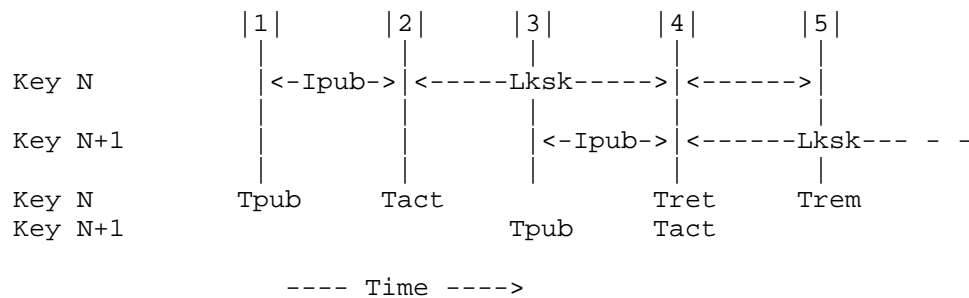 |1| |2| |3| |4| |5|
| | | | |
Key N |<-Ipub->|<-----Lksk----->|<------>|
| | | | |
Key N+1 | | |<-Ipub->|<------Lksk--- - -
| | | | |
Key N Tpub Tact Tret Trem
Key N+1 Tpub Tact
---- Time ---->